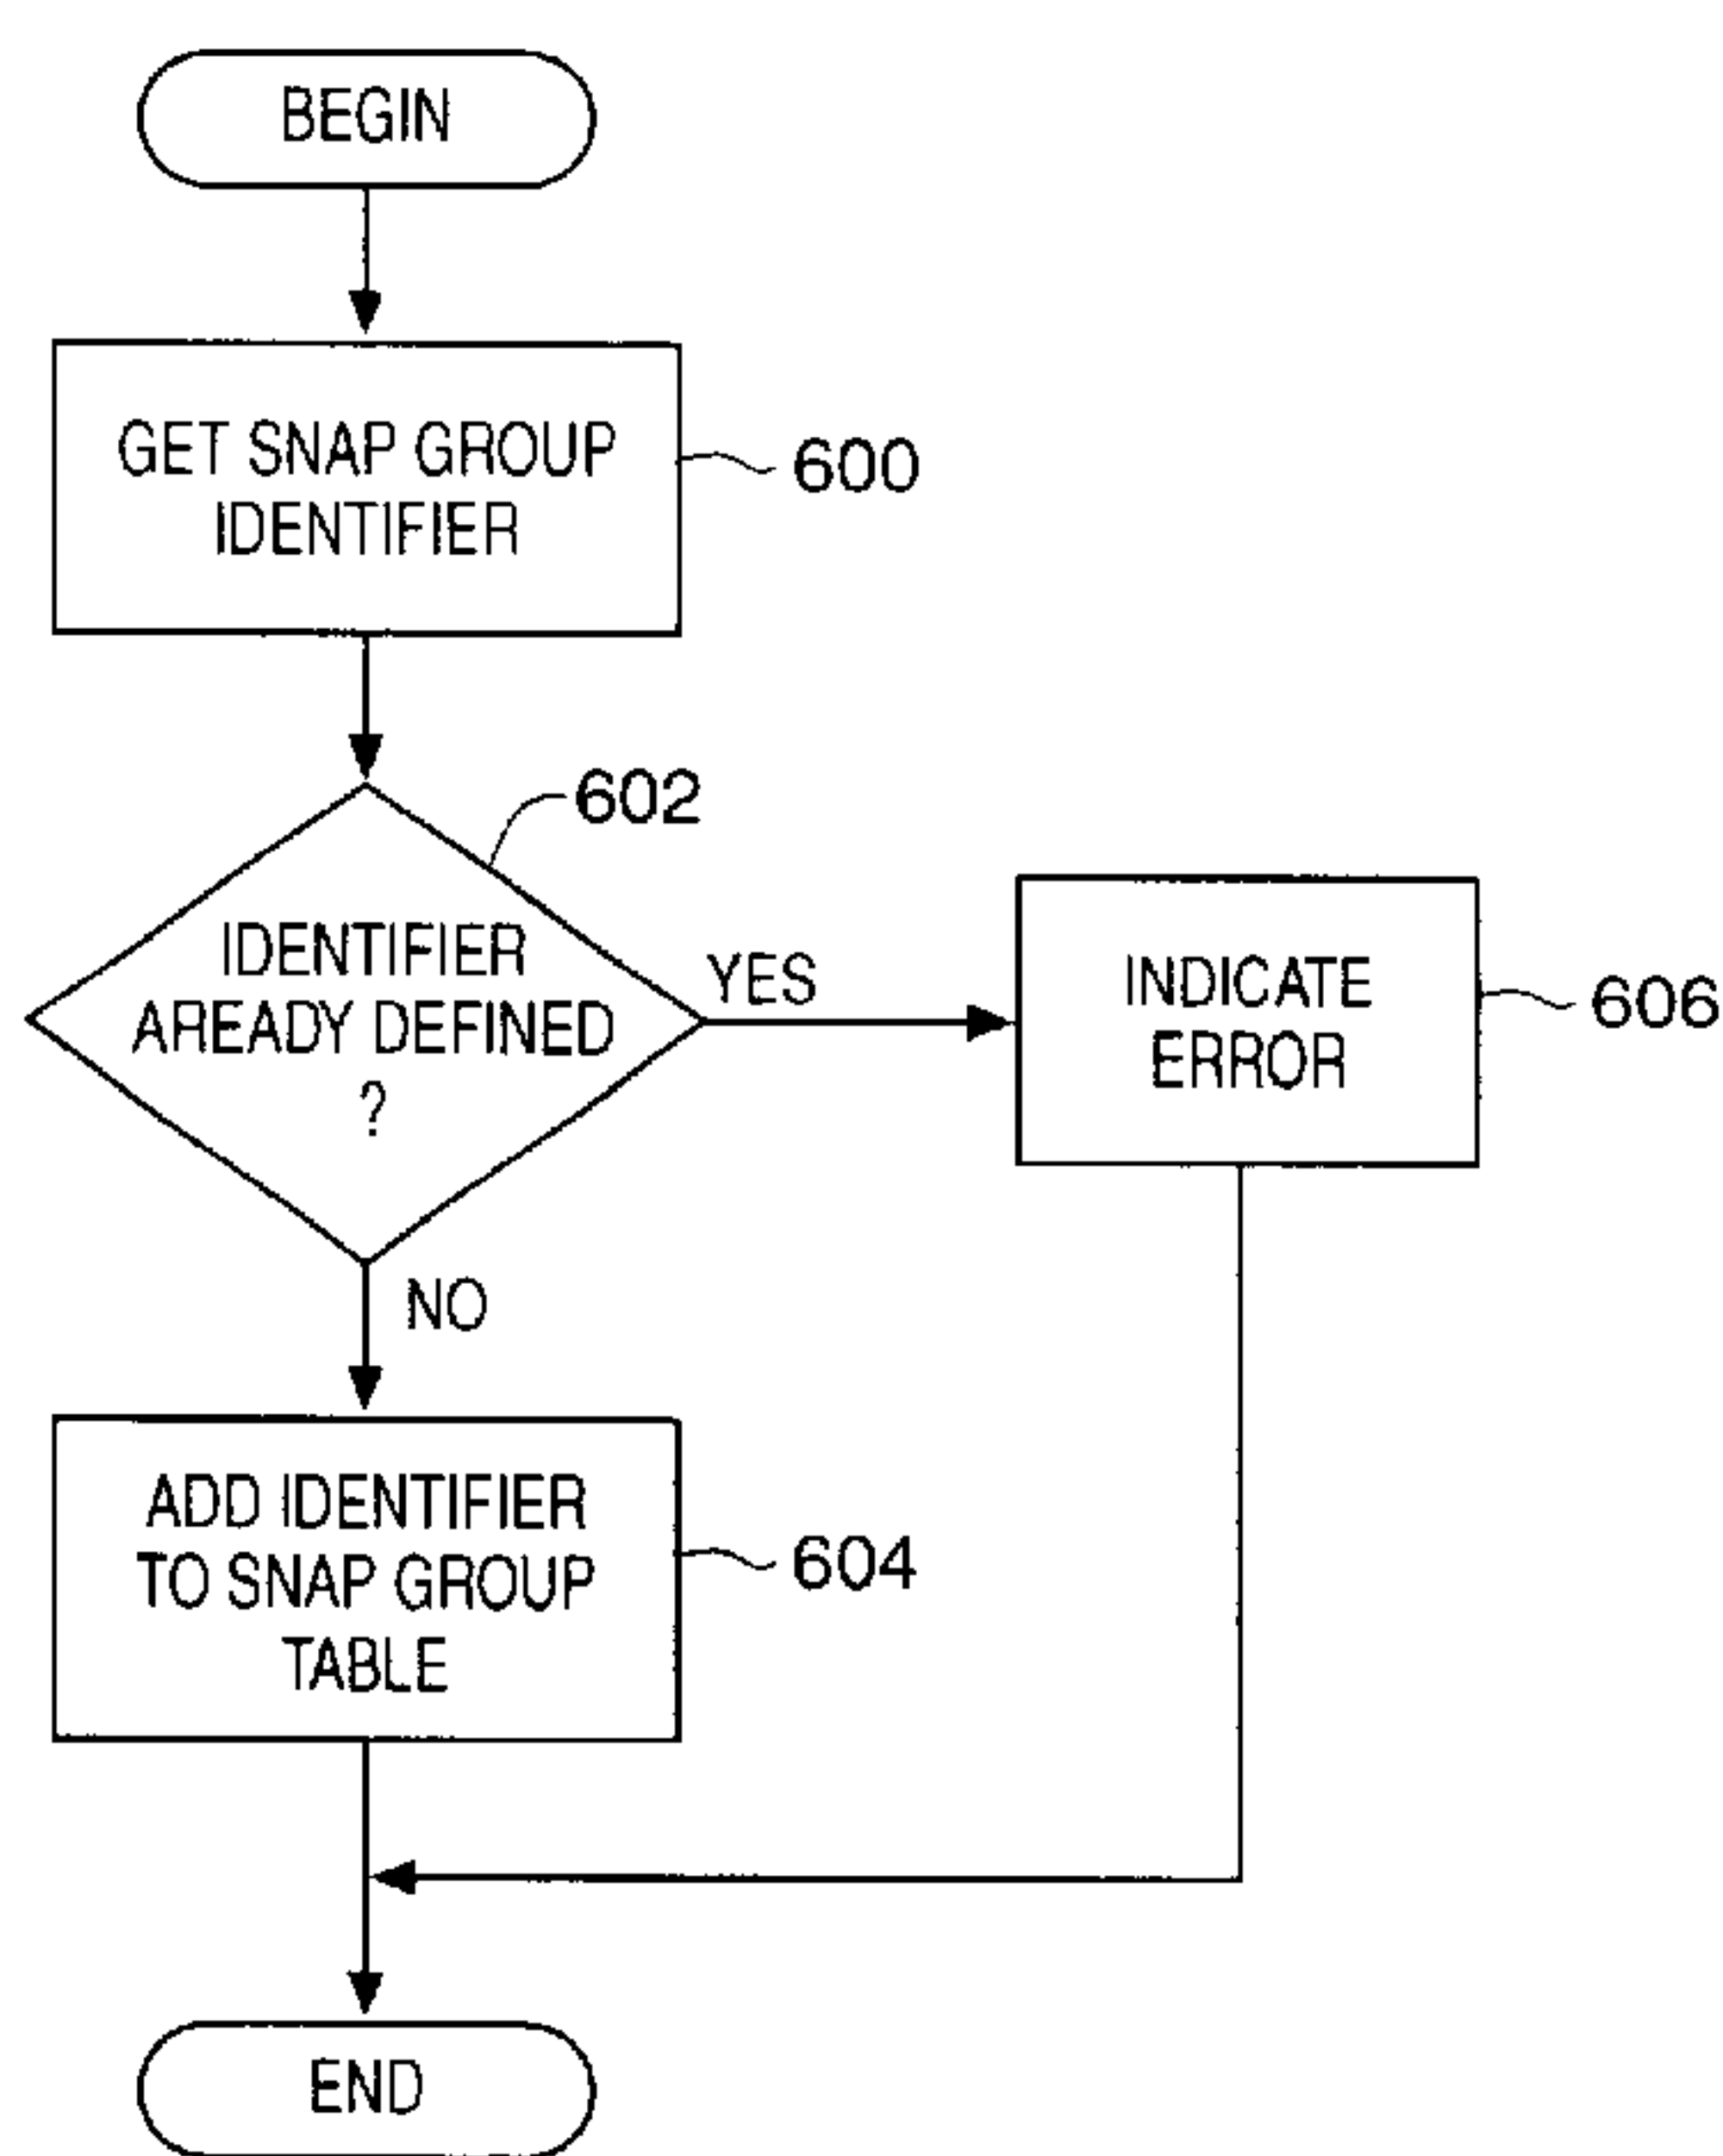 BEGIN
GET SNAP GROUP
IDENTIFIER
600
602
IDENTIFIER
AREADY DEFINED
?
YES
INDICATE
ERROR
606
NO
ADD IDENTIFIER
TO SNAP GROUP
TABLE
604
END